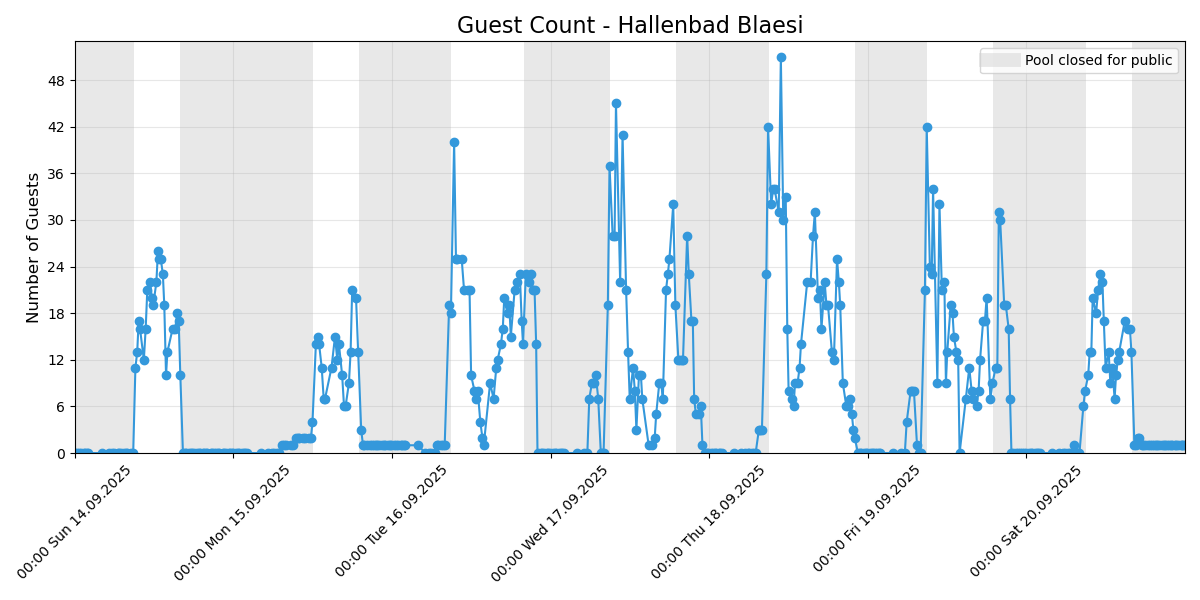 Guest Count - Hallenbad Blaesi
Pool closed for public
Number of Guests
48
42
36
30
24
18
12
6
0
00:00 Sun 14.09.2025
00:00 Mon 15.09.2025
00:00 Tue 16.09.2025
00:00 Wed 17.09.2025
00:00 Thu 18.09.2025
00:00 Fri 19.09.2025
00:00 Sat 20.09.2025